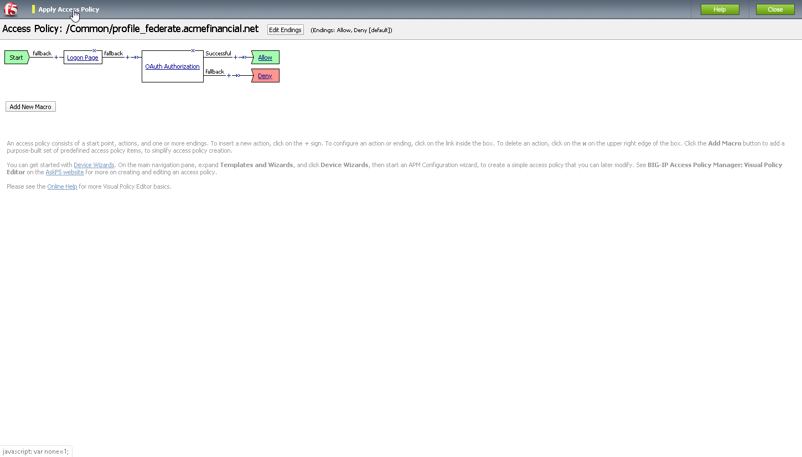 f5 Apply Access Policy Help Close
Access Policy: /Common/profile_federate.acmefinancial.net Edit Endings (Endings: Allow, Deny [default])
Start fallback + Logon Page x fallback + OAuth Authorization x Successful + Allow
fallback + Deny
Add New Macro
An access policy consists of a start point, actions, and one or more endings. To insert a new action, click on the + sign. To configure an action or ending, click on the link inside the box. To delete an action, click on the x on the upper right edge of the box. Click the Add Macro button to add a
purpose-built set of predefined access policy items, to simplify access policy creation.
You can get started with Device Wizards. On the main navigation pane, expand Templates and Wizards, and click Device Wizards, then start an APM Configuration wizard, to create a simple access policy that you can later modify. See BIG-IP Access Policy Manager: Visual Policy
Editor on the AskF5 website for more on creating and editing an access policy.
Please see the Online Help for more Visual Policy Editor basics.
javascript: var none=1;